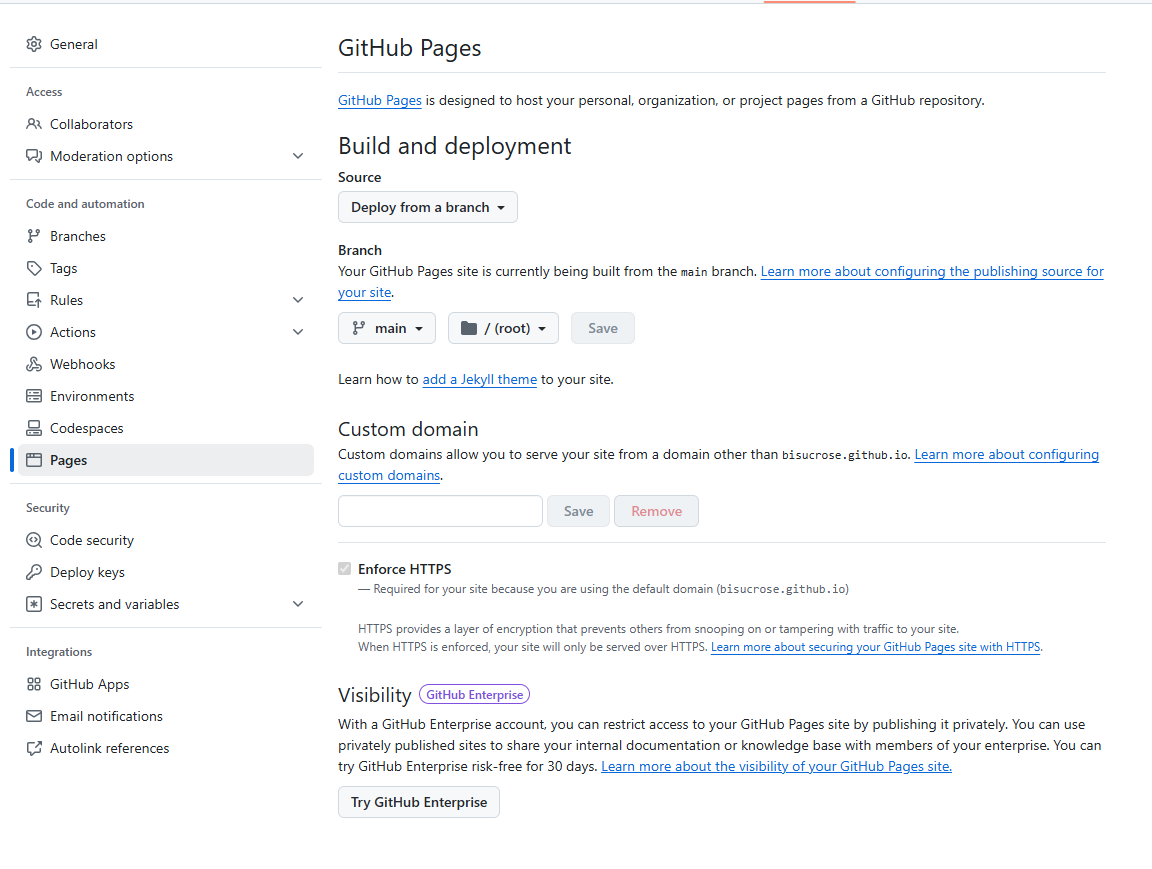 General
Access
Collaborators
Moderation options
Code and automation
Branches
Tags
Rules
Actions
Webhooks
Environments
Codespaces
Pages
Security
Code security
Deploy keys
Secrets and variables
Integrations
GitHub Apps
Email notifications
Autolink references
GitHub Pages
GitHub Pages is designed to host your personal, organization, or project pages from a GitHub repository.
Build and deployment
Source
Deploy from a branch
Branch
Your GitHub Pages site is currently being built from the main branch. Learn more about configuring the publishing source for
your site.
main / (root) Save
Learn how to add a Jekyll theme to your site.
Custom domain
Custom domains allow you to serve your site from a domain other than bisucrose.github.io. Learn more about configuring
custom domains.
Save Remove
Enforce HTTPS
— Required for your site because you are using the default domain (bisucrose.github.io)
HTTPS provides a layer of encryption that prevents others from snooping on or tampering with traffic to your site.
When HTTPS is enforced, your site will only be served over HTTPS. Learn more about securing your GitHub Pages site with HTTPS.
Visibility GitHub Enterprise
With a GitHub Enterprise account, you can restrict access to your GitHub Pages site by publishing it privately. You can use
privately published sites to share your internal documentation or knowledge base with members of your enterprise. You can
try GitHub Enterprise risk-free for 30 days. Learn more about the visibility of your GitHub Pages site.
Try GitHub Enterprise